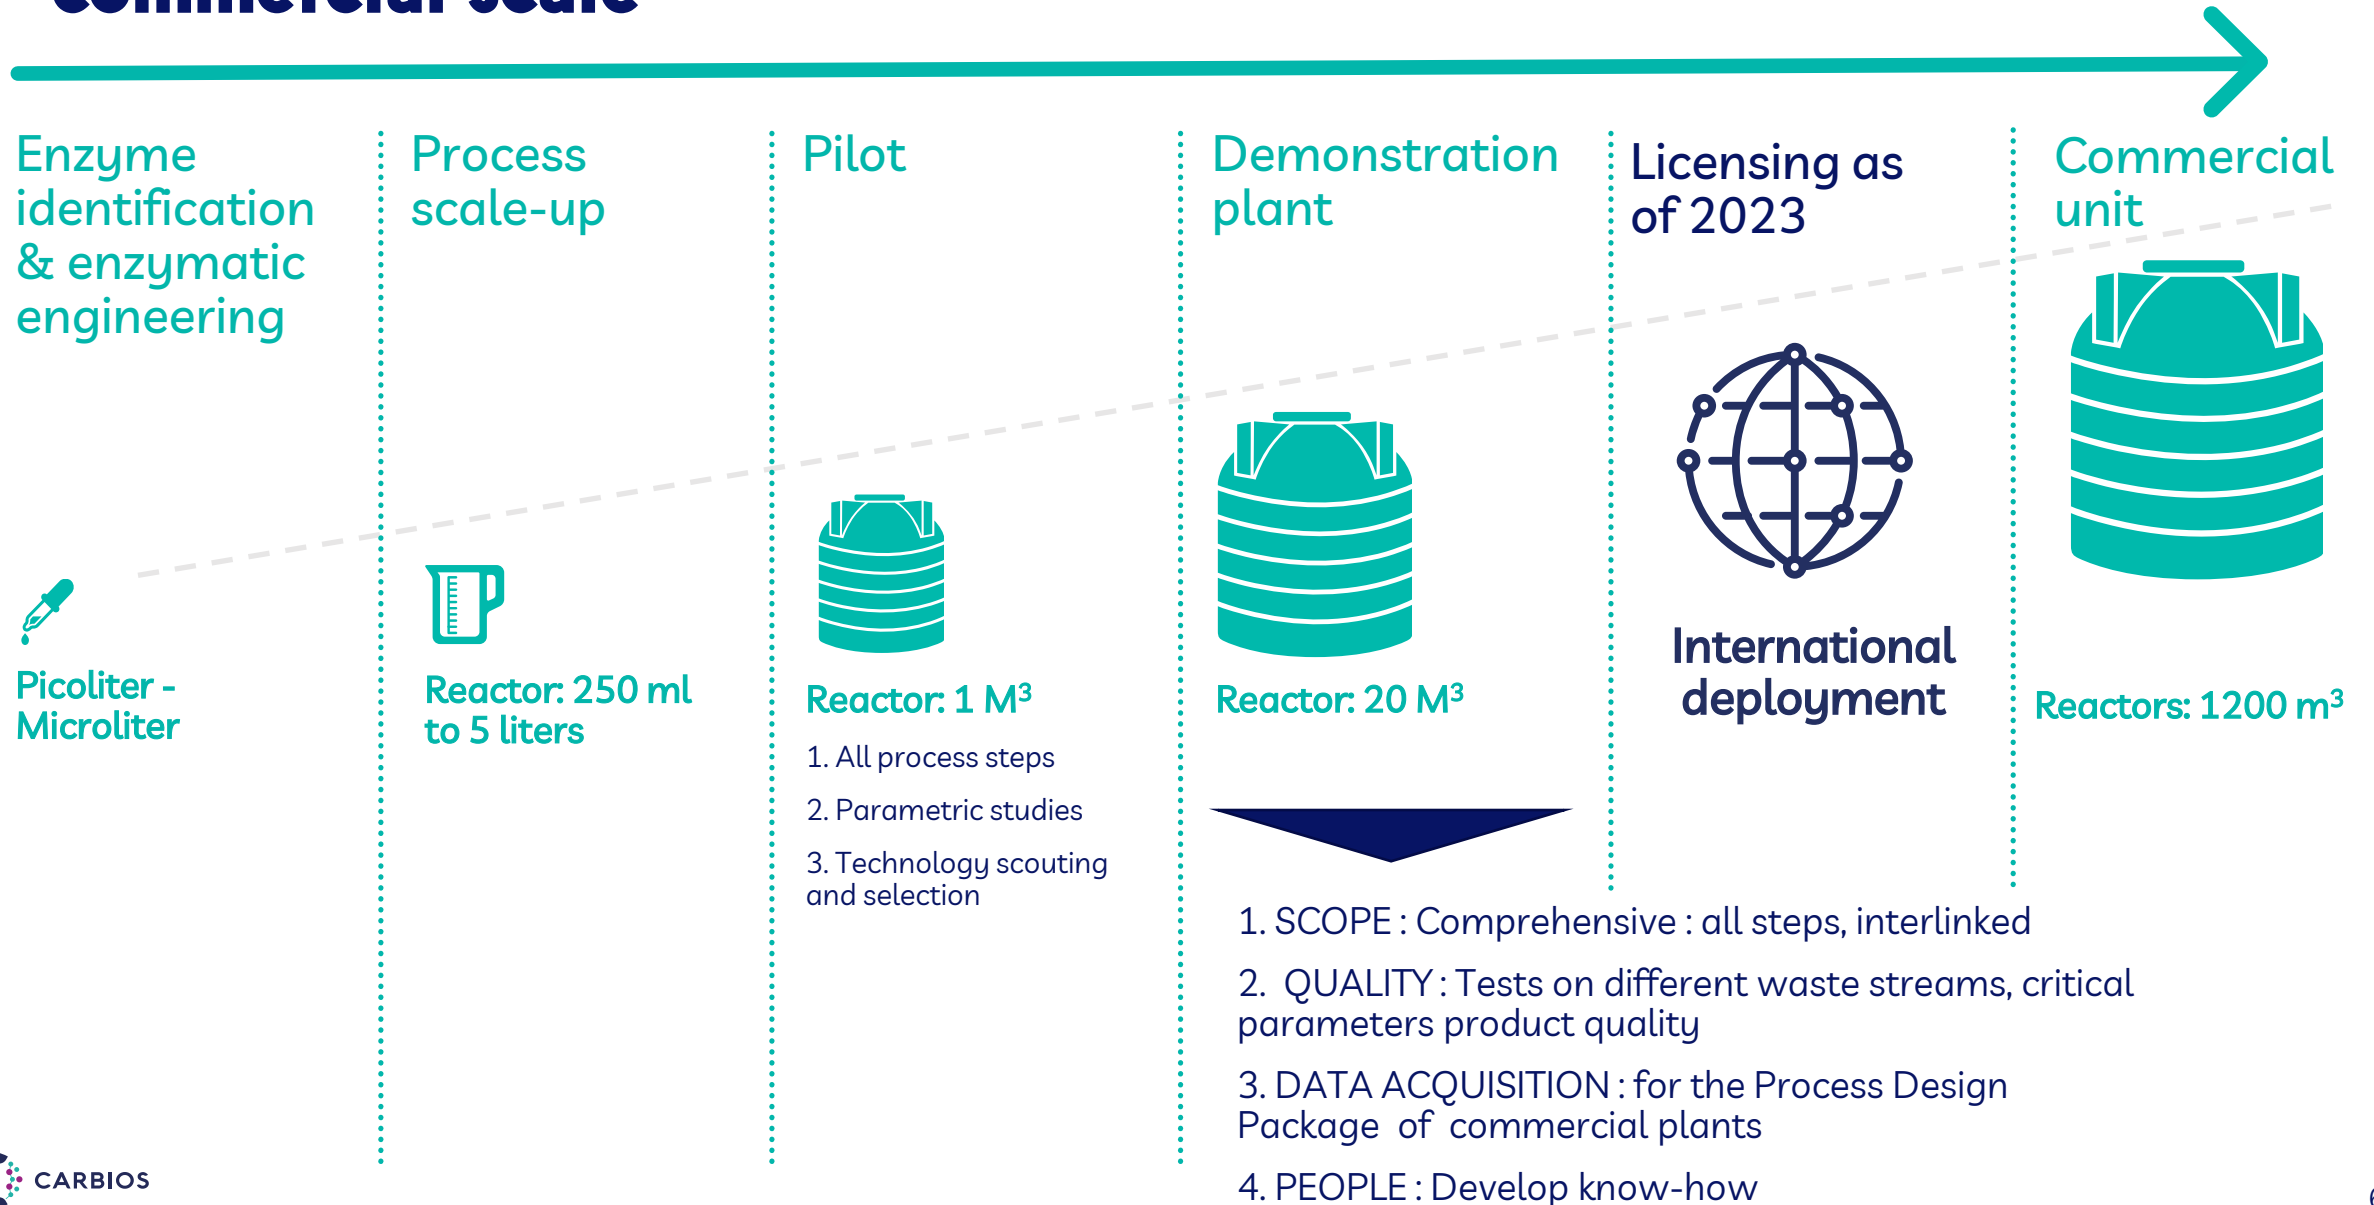 commercial scale
Enzyme
identification
& enzymatic
engineering
Picoliter -
Microliter
Process
scale-up
Reactor: 250 ml
to 5 liters
Pilot
Reactor: 1 M³
1. All process steps
2. Parametric studies
3. Technology scouting
and selection
Demonstration
plant
Reactor: 20 M³
1. SCOPE : Comprehensive : all steps, interlinked
2. QUALITY : Tests on different waste streams, critical
parameters product quality
3. DATA ACQUISITION : for the Process Design
Package of commercial plants
4. PEOPLE : Develop know-how
Licensing as
of 2023
International
deployment
Commercial
unit
Reactors: 1200 m³
CARBIOS